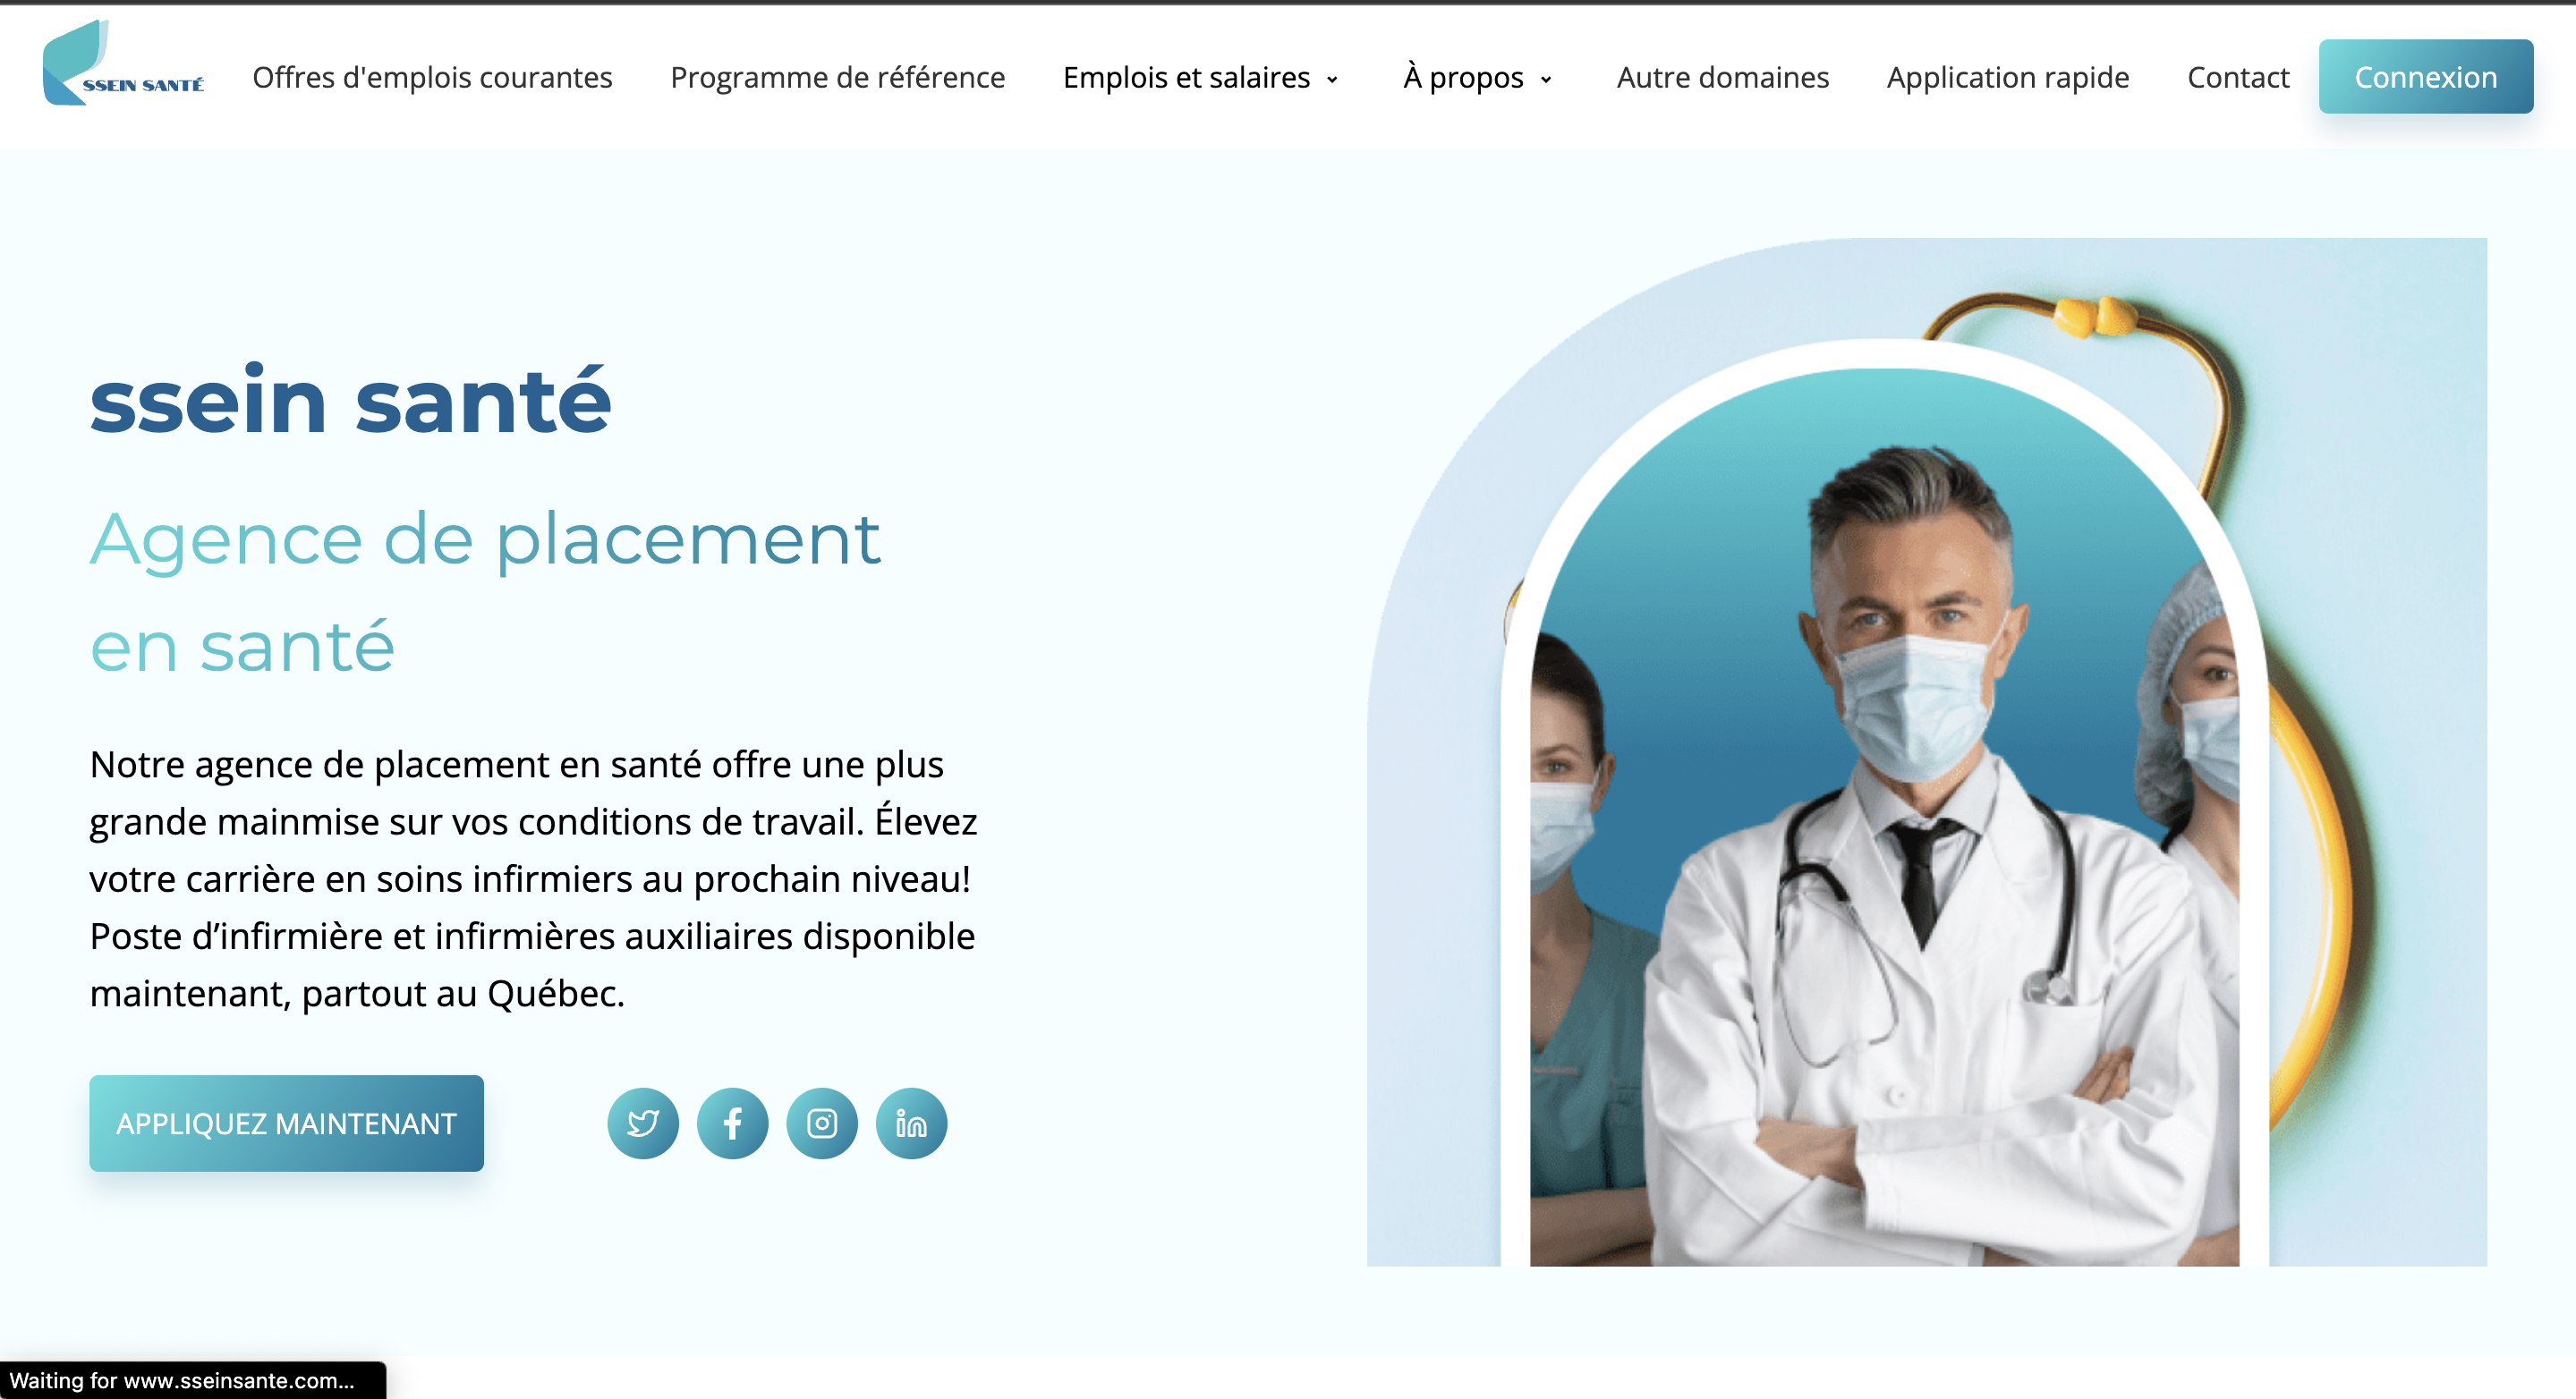 SSEIN SANTÉ
Offres d'emplois courantes
Programme de référence
Emplois et salaires
À propos
Autre domaines
Application rapide
Contact
Connexion
ssein santé
Agence de placement
en santé
Notre agence de placement en santé offre une plus
grande mainmise sur vos conditions de travail. Élevez
votre carrière en soins infirmiers au prochain niveau!
Poste d’infirmière et infirmières auxiliaires disponible
maintenant, partout au Québec.
APPLIQUEZ MAINTENANT
Waiting for www.sseinsante.com...